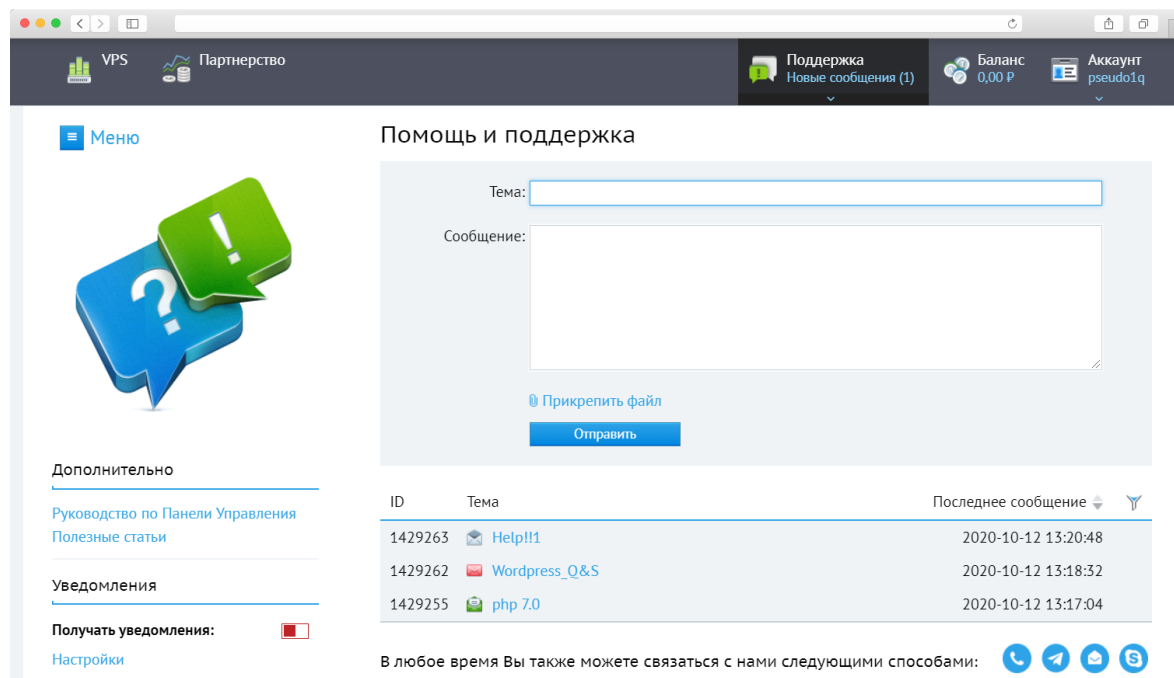 VPS
Партнерство
Поддержка
Новые сообщения (1)
Баланс
0,00 ₽
Аккаунт
pseudo1q
Меню
Помощь и поддержка
Тема:
Сообщение:
Прикрепить файл
Отправить
Дополнительно
Руководство по Панели Управления
Полезные статьи
Уведомления
Получать уведомления:
Настройки
ID Тема Последнее сообщение
1429263 Help!!1 2020-10-12 13:20:48
1429262 Wordpress_Q&S 2020-10-12 13:18:32
1429255 php 7.0 2020-10-12 13:17:04
В любое время Вы также можете связаться с нами следующими способами: